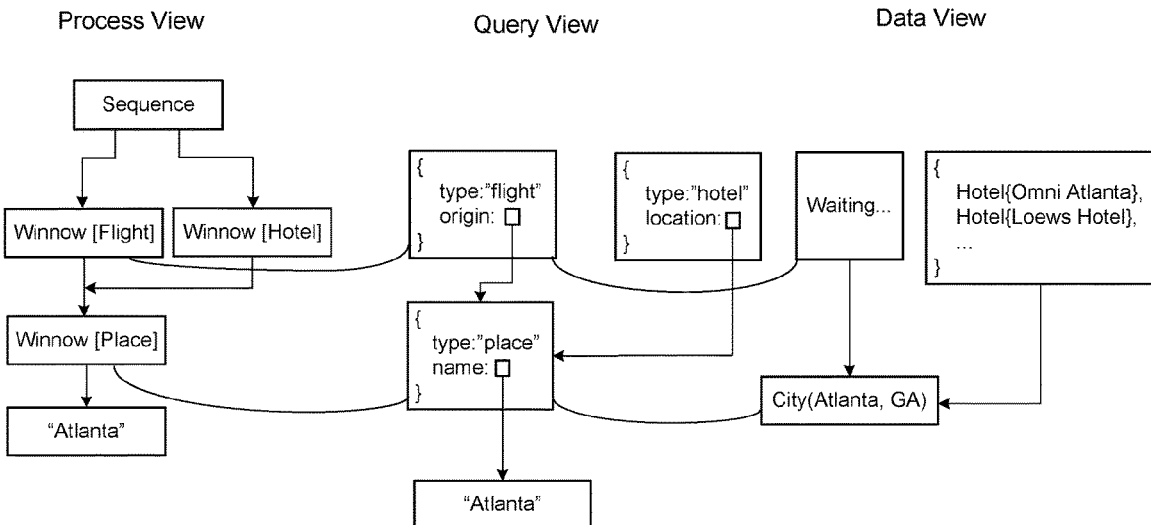 Process View
Query View
Data View
Sequence
Winnow [Flight]
Winnow [Hotel]
Winnow [Place]
“Atlanta”
{
type:”flight”
origin:
}
{
type:”hotel”
location:
}
{
type:”place”
name:
}
“Atlanta”
Waiting...
{
Hotel{Omni Atlanta},
Hotel{Loews Hotel},
...
}
City(Atlanta, GA)